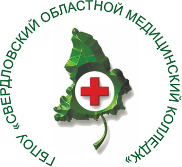 ГБПОУ «СВЕРДЛОВСКИЙ ОБЛАСТНОЙ МЕДИЦИНСКИЙ КОЛЛЕДЖ»